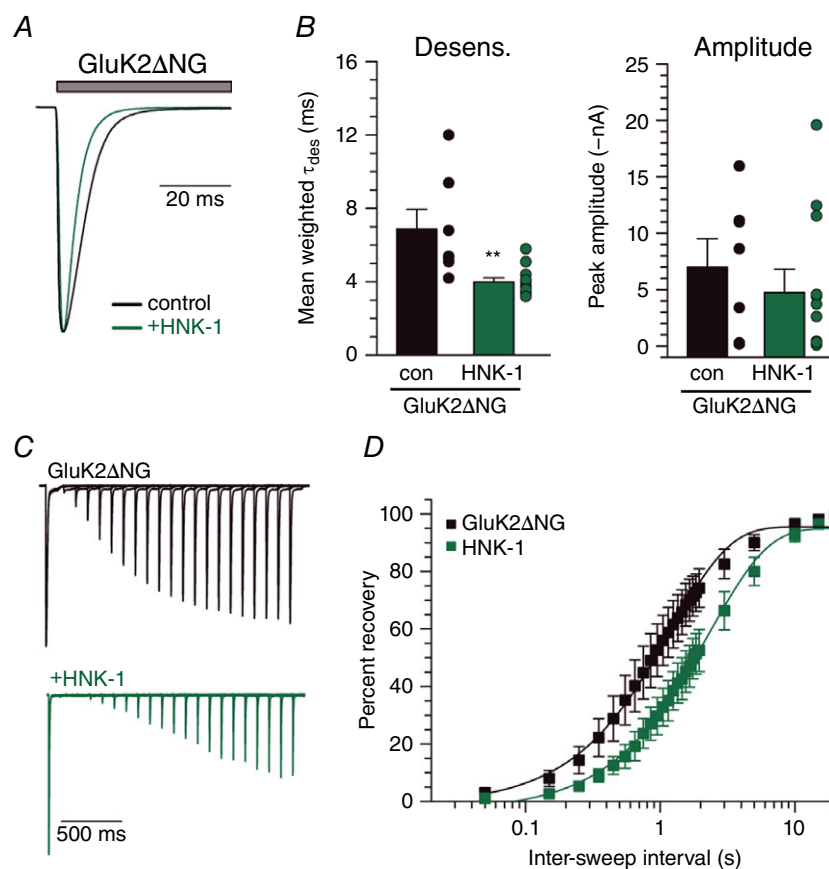 A
GluK2ΔNG
20 ms
control
+HNK-1
B
Desens.
Mean weighted τdes (ms)
16
12
8
4
0
**
con
HNK-1
GluK2ΔNG
Amplitude
Peak amplitude (−nA)
25
20
15
10
5
0
con
HNK-1
GluK2ΔNG
C
GluK2ΔNG
+HNK-1
500 ms
D
Percent recovery
100
80
60
40
20
0
GluK2ΔNG
HNK-1
0.1
1
10
Inter-sweep interval (s)